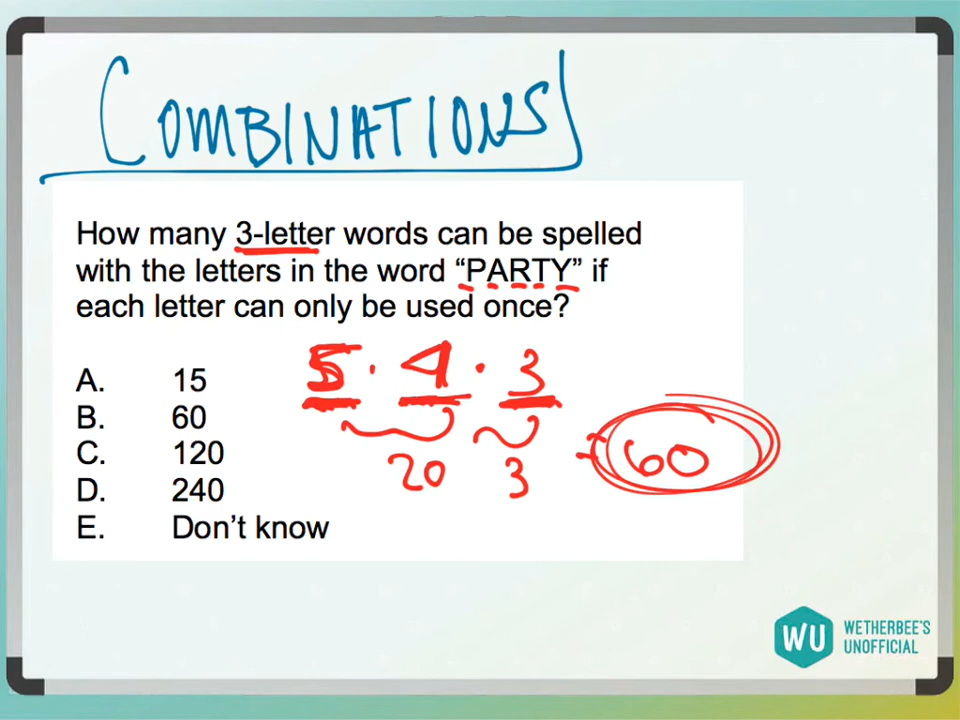 COMBINATIONS
How many 3-letter words can be spelled
with the letters in the word “PARTY” if
each letter can only be used once?
5 · 4 · 3
A. 15
B. 60
C. 120
D. 240
E. Don’t know
20 3 = 60
WU WETHERBEE'S
UNOFFICIAL